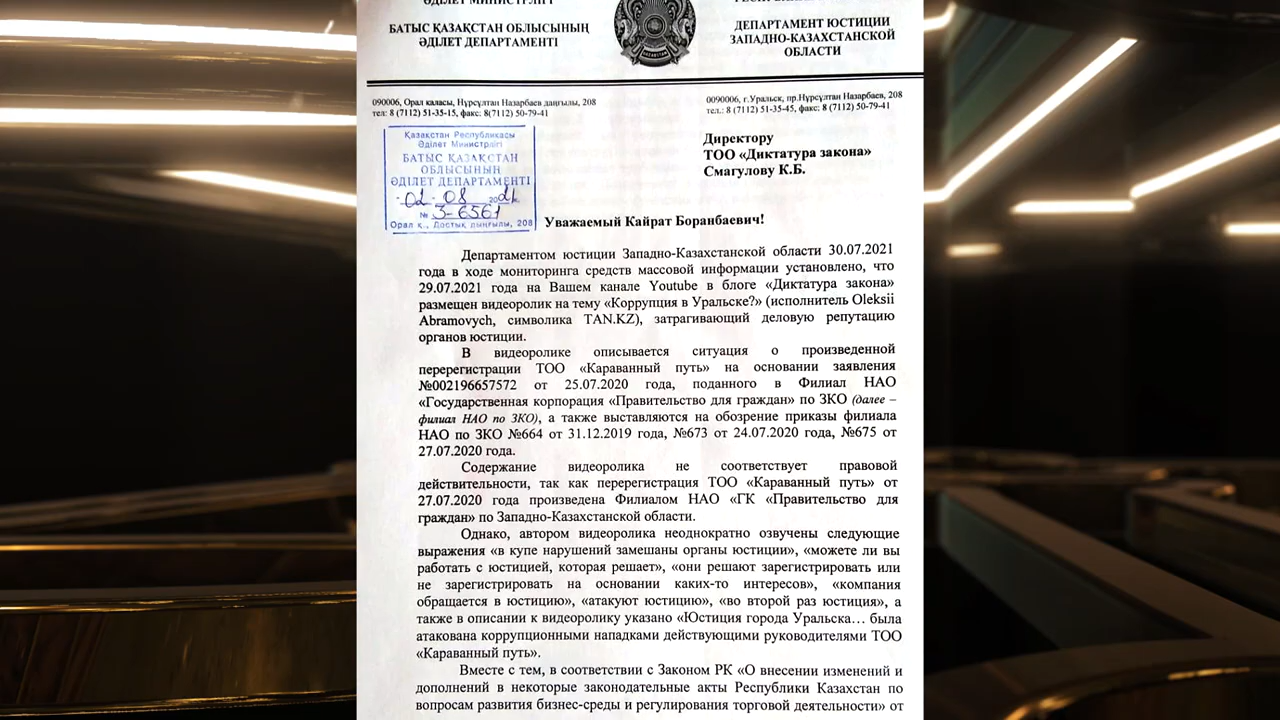 ӘДІЛЕТ МИНИСТРЛІГІ
БАТЫС ҚАЗАҚСТАН ОБЛЫСЫНЫҢ
ӘДІЛЕТ ДЕПАРТАМЕНТІ
ДЕПАРТАМЕНТ ЮСТИЦИИ
ЗАПАДНО-КАЗАХСТАНСКОЙ
ОБЛАСТИ
090006, Орал қаласы, Нұрсұлтан Назарбаев даңғылы, 208
тел: 8 (7112) 51-35-15, факс: 8(7112) 50-79-41
090006, г.Уральск, пр.Нұрсұлтан Назарбаев, 208
тел.: 8 (7112) 51-35-45, факс: 8 (7112) 50-79-41
Қазақстан Республикасы
Әділет Министрлігі
БАТЫС ҚАЗАҚСТАН
ОБЛЫСЫНЫҢ
ӘДІЛЕТ ДЕПАРТАМЕНТІ
02 08 2021
№ 3-6561
Орал қ., Достық дыңғылы, 208
Директору
ТОО «Диктатура закона»
Смагулову К.Б.
Уважаемый Кайрат Боранбаевич!
Департаментом юстиции Западно-Казахстанской области 30.07.2021
года в ходе мониторинга средств массовой информации установлено, что
29.07.2021 года на Вашем канале Youtube в блоге «Диктатура закона»
размещен видеоролик на тему «Коррупция в Уральске?» (исполнитель Oleksii
Abramovych, символика TAN.KZ), затрагивающий деловую репутацию
органов юстиции.
В видеоролике описывается ситуация о произведенной
перерегистрации ТОО «Караванный путь» на основании заявления
№002196657572 от 25.07.2020 года, поданного в Филиал НАО
«Государственная корпорация «Правительство для граждан» по ЗКО (далее –
филиал НАО по ЗКО), а также выставляются на обозрение приказы филиала
НАО по ЗКО №664 от 31.12.2019 года, №673 от 24.07.2020 года, №675 от
27.07.2020 года.
Содержание видеоролика не соответствует правовой
действительности, так как перерегистрация ТОО «Караванный путь» от
27.07.2020 года произведена Филиалом НАО «ГК «Правительство для
граждан» по Западно-Казахстанской области.
Однако, автором видеоролика неоднократно озвучены следующие
выражения «в купе нарушений замешаны органы юстиции», «можете ли вы
работать с юстицией, которая решает», «они решают зарегистрировать или
не зарегистрировать на основании каких-то интересов», «компания
обращается в юстицию», «атакуют юстицию», «во второй раз юстиция», а
также в описании к видеоролику указано «Юстиция города Уральска... была
атакована коррупционными нападками действующими руководителями ТОО
«Караванный путь».
Вместе с тем, в соответствии с Законом РК «О внесении изменений и
дополнений в некоторые законодательные акты Республики Казахстан по
вопросам развития бизнес-среды и регулирования торговой деятельности» от